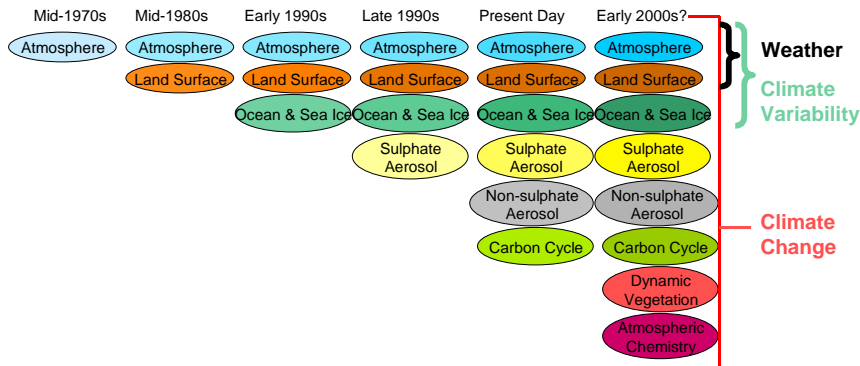 Mid-1970s Mid-1980s Early 1990s Late 1990s Present Day Early 2000s?
Atmosphere Atmosphere Atmosphere Atmosphere Atmosphere Atmosphere
Weather
Land Surface Land Surface Land Surface Land Surface Land Surface
Climate
Variability
Ocean & Sea Ice Ocean & Sea Ice Ocean & Sea Ice Ocean & Sea Ice
Sulphate Sulphate Sulphate
Aerosol Aerosol Aerosol
Non-sulphate Non-sulphate
Aerosol Aerosol
Climate
Change
Carbon Cycle Carbon Cycle
Dynamic
Vegetation
Atmospheric
Chemistry